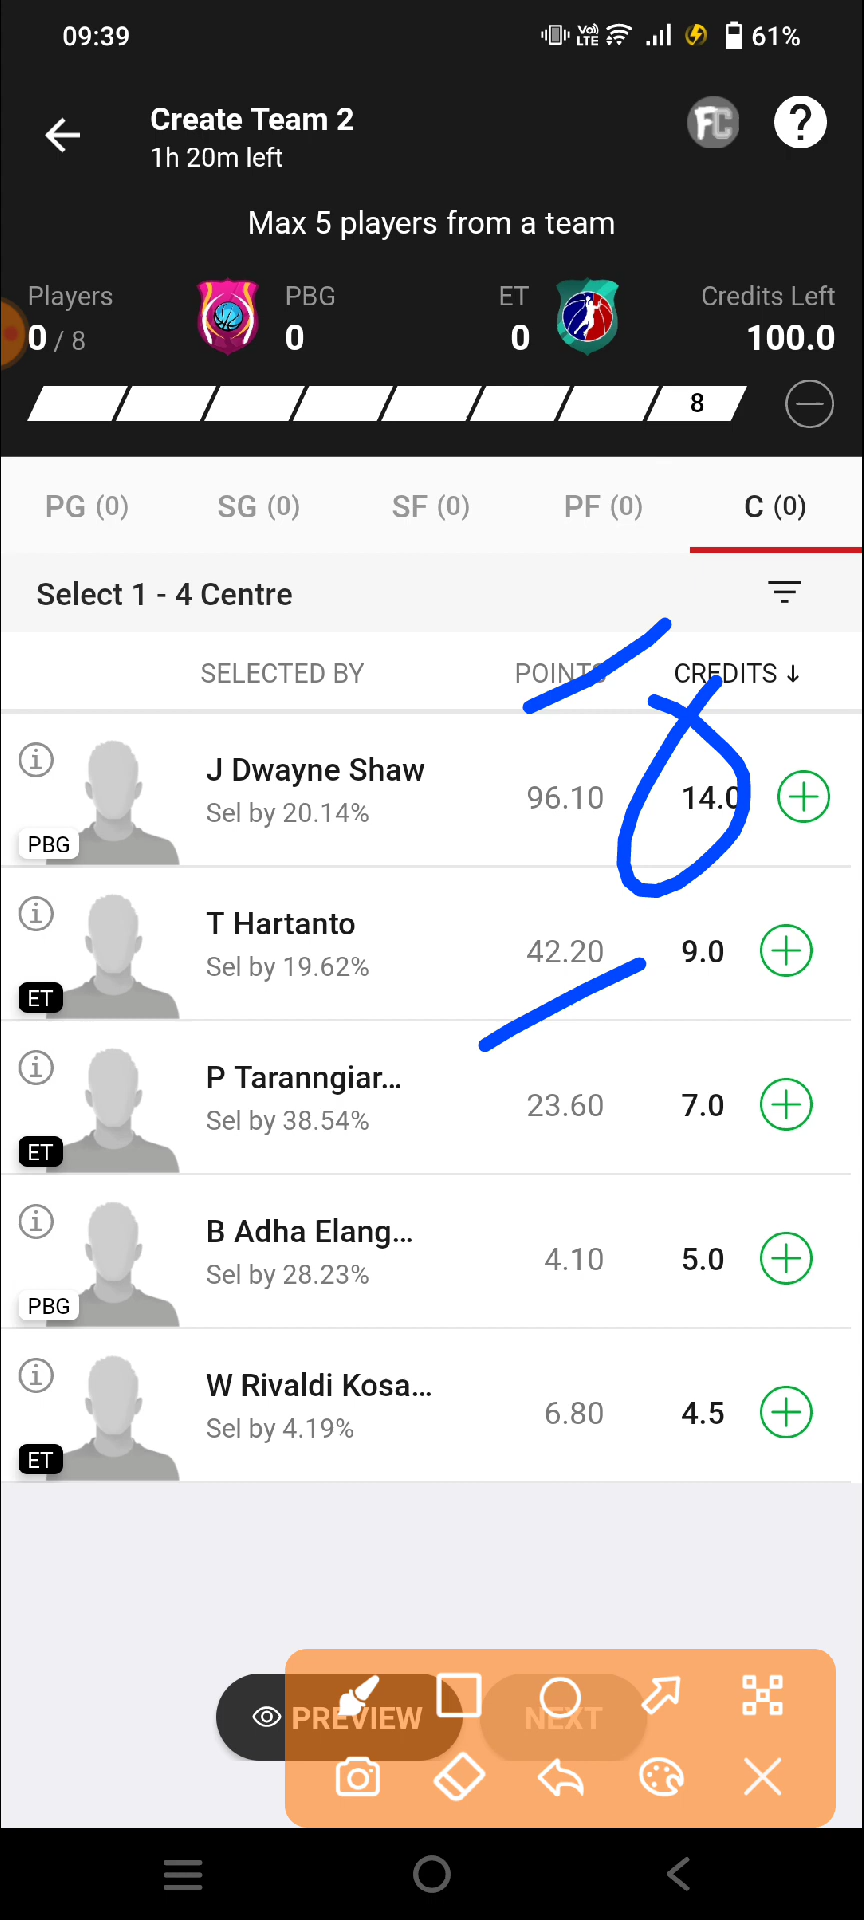 09:39
Vo) LTE
61%
Create Team 2
1h 20m left
FC
?
Max 5 players from a team
Players
0 / 8
PBG
0
ET
0
Credits Left
100.0
8
PG (0)
SG (0)
SF (0)
PF (0)
C (0)
Select 1 - 4 Centre
SELECTED BY
POINTS
CREDITS ↓
J Dwayne Shaw
Sel by 20.14%
96.10
14.0
PBG
T Hartanto
Sel by 19.62%
42.20
9.0
ET
P Taranngiar...
Sel by 38.54%
23.60
7.0
ET
B Adha Elang...
Sel by 28.23%
4.10
5.0
PBG
W Rivaldi Kosa...
Sel by 4.19%
6.80
4.5
ET
PREVIEW
NEXT